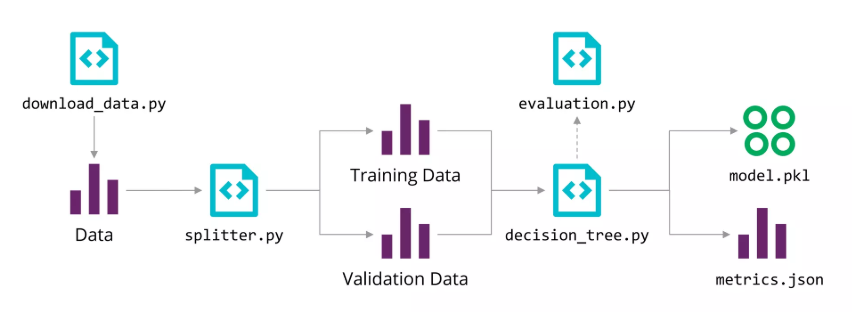 download_data.py
evaluation.py
Training Data
model.pkl
Data
splitter.py
decision_tree.py
Validation Data
metrics.json